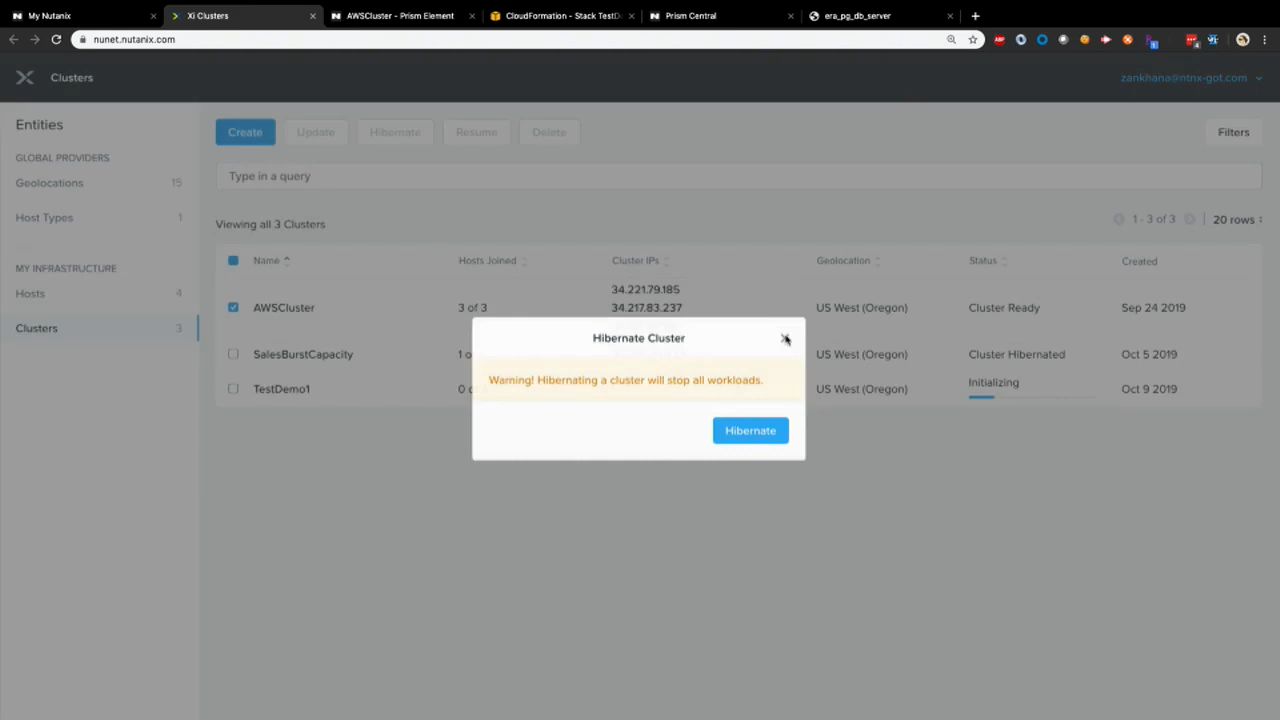 My Nutanix
Xi Clusters
AWSCluster - Prism Element
CloudFormation - Stack TestD
Prism Central
era_pg_db_server
nunet.nutanix.com
Clusters
zankhana@ntnx-got.com
Entities
GLOBAL PROVIDERS
Geolocations 15
Host Types 1
MY INFRASTRUCTURE
Hosts 4
Clusters 3
Create Update Hibernate Resume Delete Filters
Type in a query
Viewing all 3 Clusters 1 - 3 of 3 20 rows
Name Hosts Joined Cluster IPs Geolocation Status Created
34.221.79.185
AWSCluster 3 of 3 34.217.83.237 US West (Oregon) Cluster Ready Sep 24 2019
SalesBurstCapacity 1 o US West (Oregon) Cluster Hibernated Oct 5 2019
TestDemo1 0 o US West (Oregon) Initializing Oct 9 2019
Hibernate Cluster
Warning! Hibernating a cluster will stop all workloads.
Hibernate